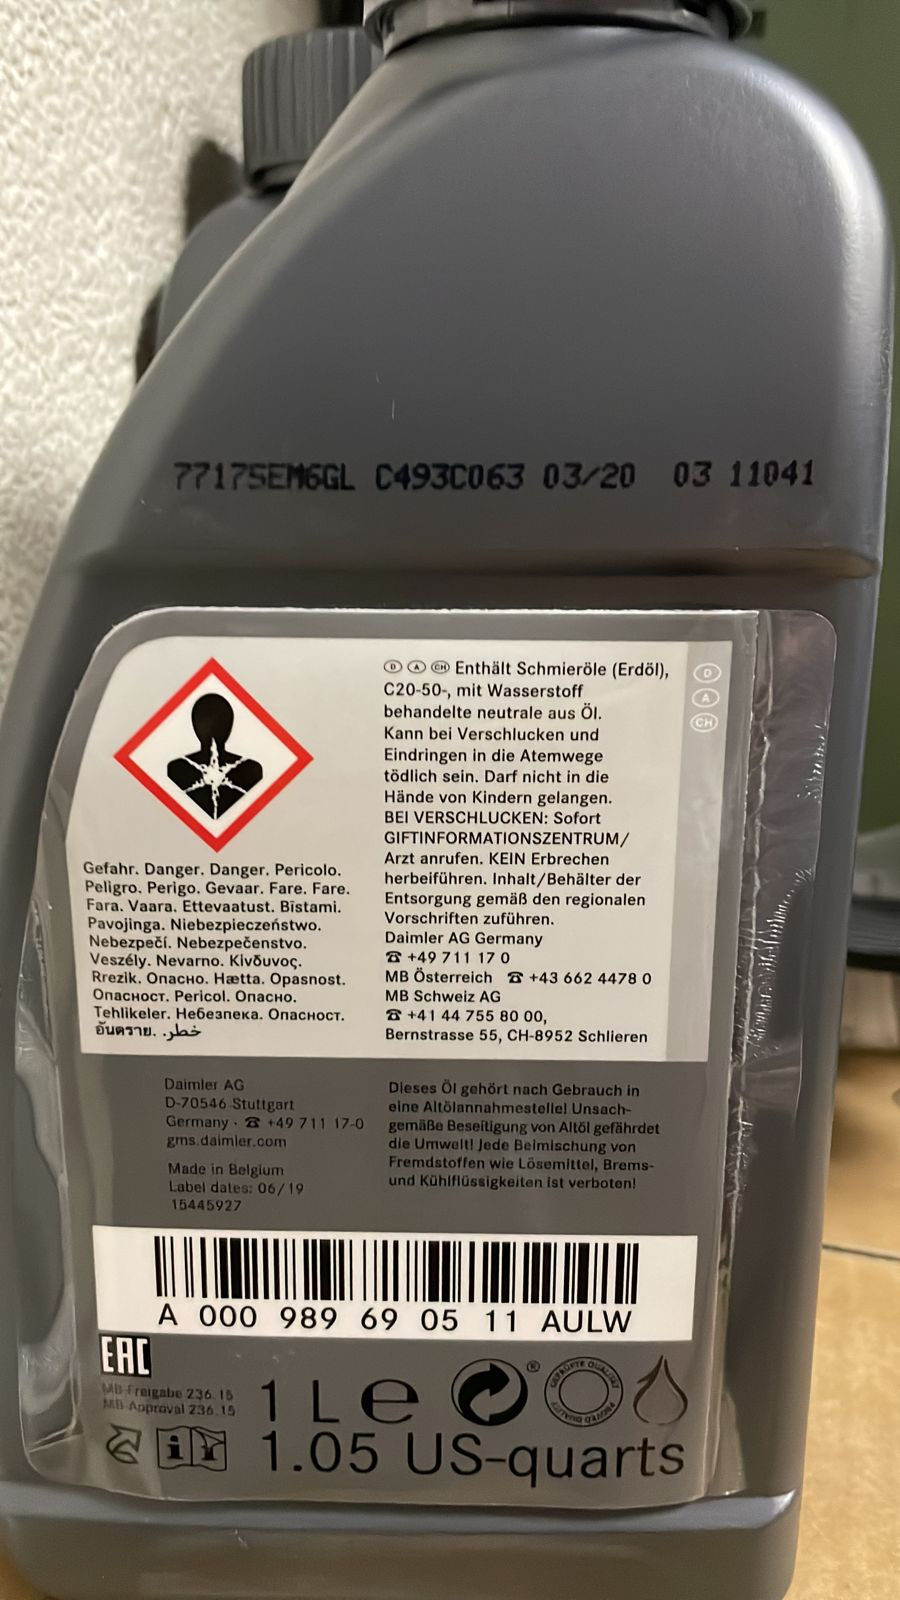 77175EM6GL C493C063 03/20 03 11041
D A CH Enthält Schmieröle (Erdöl),
C20-50-, mit Wasserstoff
behandelte neutrale aus Öl.
Kann bei Verschlucken und
Eindringen in die Atemwege
tödlich sein. Darf nicht in die
Hände von Kindern gelangen.
BEI VERSCHLUCKEN: Sofort
GIFTINFORMATIONSZENTRUM/
Arzt anrufen. KEIN Erbrechen
herbeiführen. Inhalt/Behälter der
Entsorgung gemäß den regionalen
Vorschriften zuführen.
Daimler AG Germany
☎ +49 711 17 0
MB Österreich ☎ +43 662 4478 0
MB Schweiz AG
☎ +41 44 755 80 00,
Bernstrasse 55, CH-8952 Schlieren
D
A
CH
Gefahr. Danger. Danger. Pericolo.
Peligro. Perigo. Gevaar. Fare. Fare.
Fara. Vaara. Ettevaatust. Bīstami.
Pavojinga. Niebezpieczeństwo.
Nebezpečí. Nebezpečenstvo.
Veszély. Nevarno. Κίνδυνος.
Rrezik. Опасно. Hætta. Opasnost.
Опасност. Pericol. Опасно.
Tehlikeler. Небезпека. Опасност.
อันตราย. خطر.
Daimler AG
D-70546 Stuttgart
Germany · ☎ +49 711 17-0
gms.daimler.com
Made in Belgium
Label dates: 06/19
15445927
Dieses Öl gehört nach Gebrauch in
eine Altölannahmestelle! Unsach-
gemäße Beseitigung von Altöl gefährdet
die Umwelt! Jede Beimischung von
Fremdstoffen wie Lösemittel, Brems-
und Kühlflüssigkeiten ist verboten!
A 000 989 69 05 11 AULW
EAC
MB-Freigabe 236.15
MB-Approval 236.15
1 L e
®
GEPRÜFTE QUALITÄT
PROVED QUALITY
1.05 US-quarts